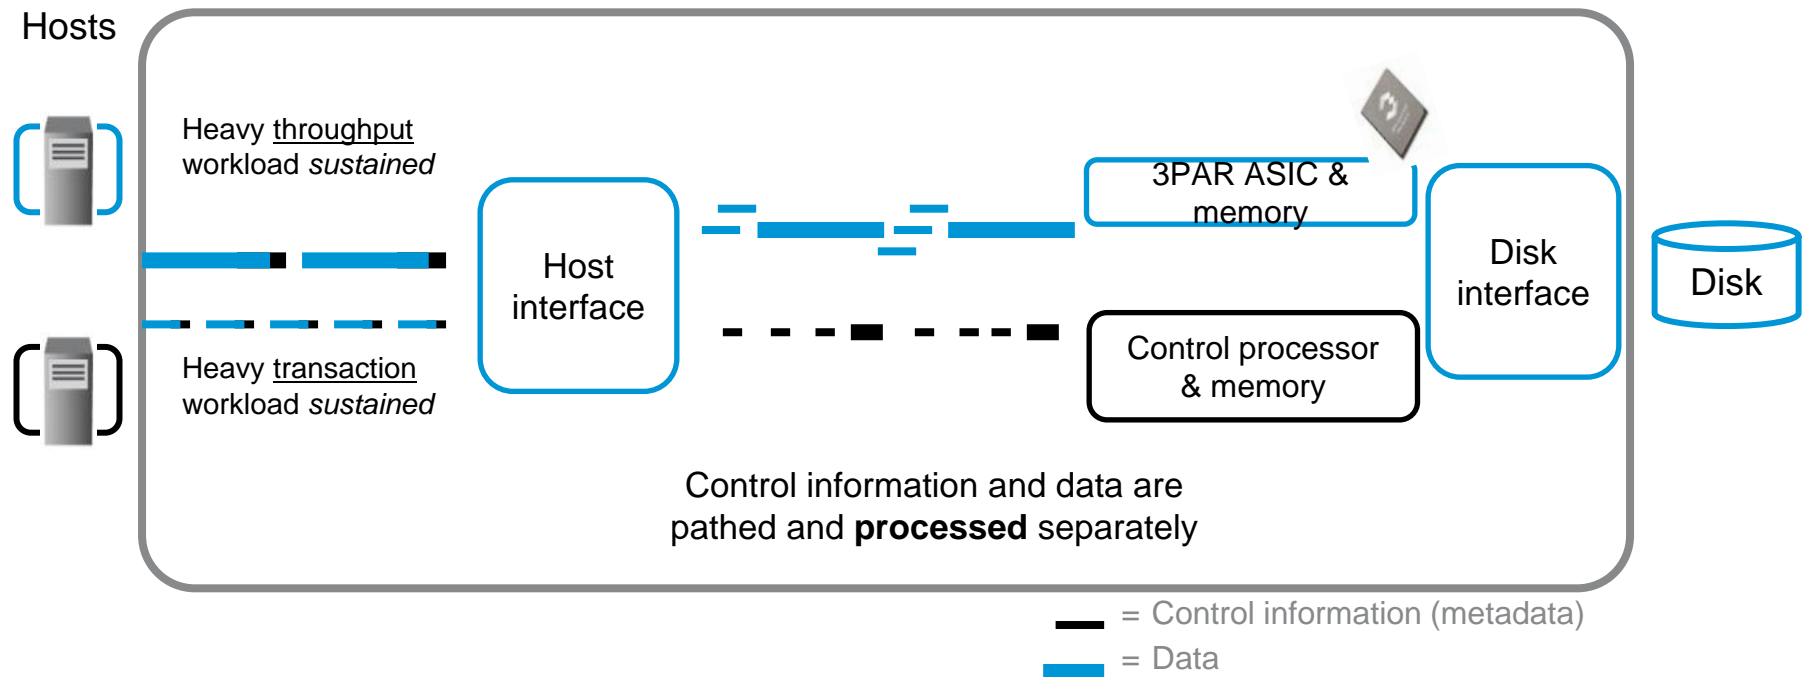 Hosts
Heavy throughput
workload sustained
Host
interface
Heavy transaction
workload sustained
3PAR ASIC &
memory
Control processor
& memory
Disk
interface
Disk
Control information and data are
pathed and processed separately
= Control information (metadata)
= Data